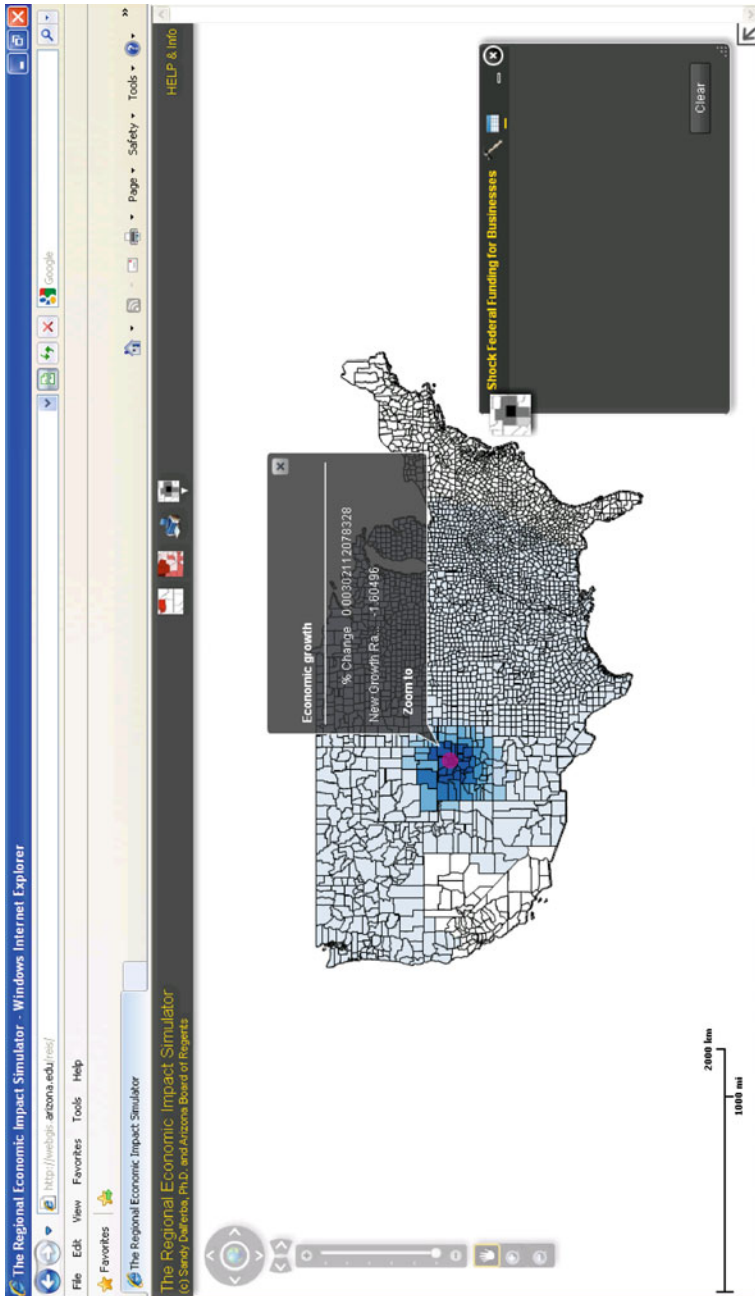 The Regional Economic Impact Simulator - Windows Internet Explorer
http://webgis.arizona.edu/reis/
Google
File Edit View Favorites Tools Help
Favorites
The Regional Economic Impact Simulator
Page Safety Tools
The Regional Economic Impact Simulator
(c) Sandy Dall'erba, Ph.D. and Arizona Board of Regents
HELP & Info
Economic growth
% Change 0.00302112078328
New Growth Ra... -1.60496
Zoom to
Shock Federal Funding for Businesses
Clear
2000 km
1000 mi